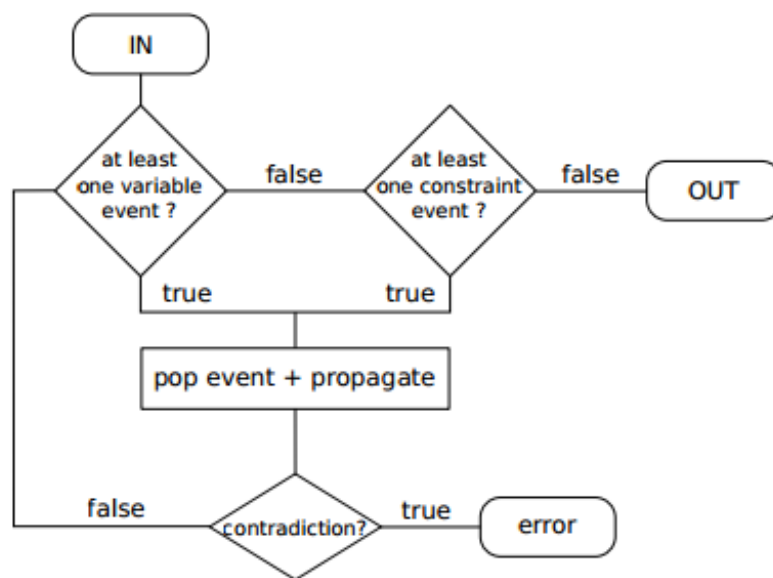 IN
at least
one variable
event ?
false
at least
one constraint
event ?
false
OUT
true
true
pop event + propagate
false
contradiction?
true
error